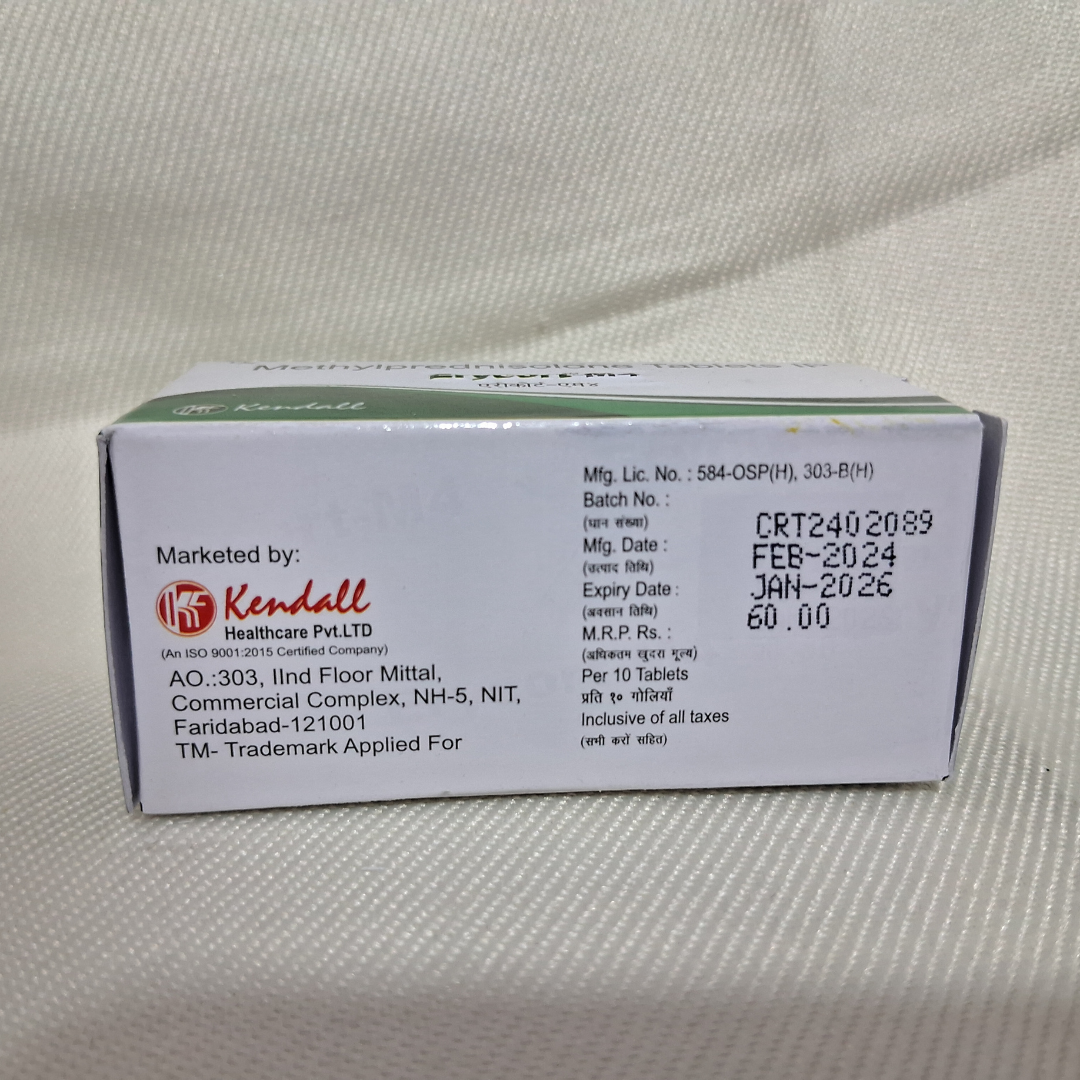 Methylprednisolone Tablets IP
Kendall
Marketed by:
Kendall
Healthcare Pvt.LTD
(An ISO 9001:2015 Certified Company)
AO.:303, IInd Floor Mittal,
Commercial Complex, NH-5, NIT,
Faridabad-121001
TM- Trademark Applied For
Mfg. Lic. No. : 584-OSP(H), 303-B(H)
Batch No. :
(घान संख्या)
CRT2402089
Mfg. Date :
FEB-2024
(उत्पाद तिथि)
Expiry Date :
JAN-2026
(अवसान तिथि)
M.R.P. Rs. :
60.00
(अधिकतम खुदरा मूल्य)
Per 10 Tablets
प्रति १० गोलियाँ
Inclusive of all taxes
(सभी करों सहित)